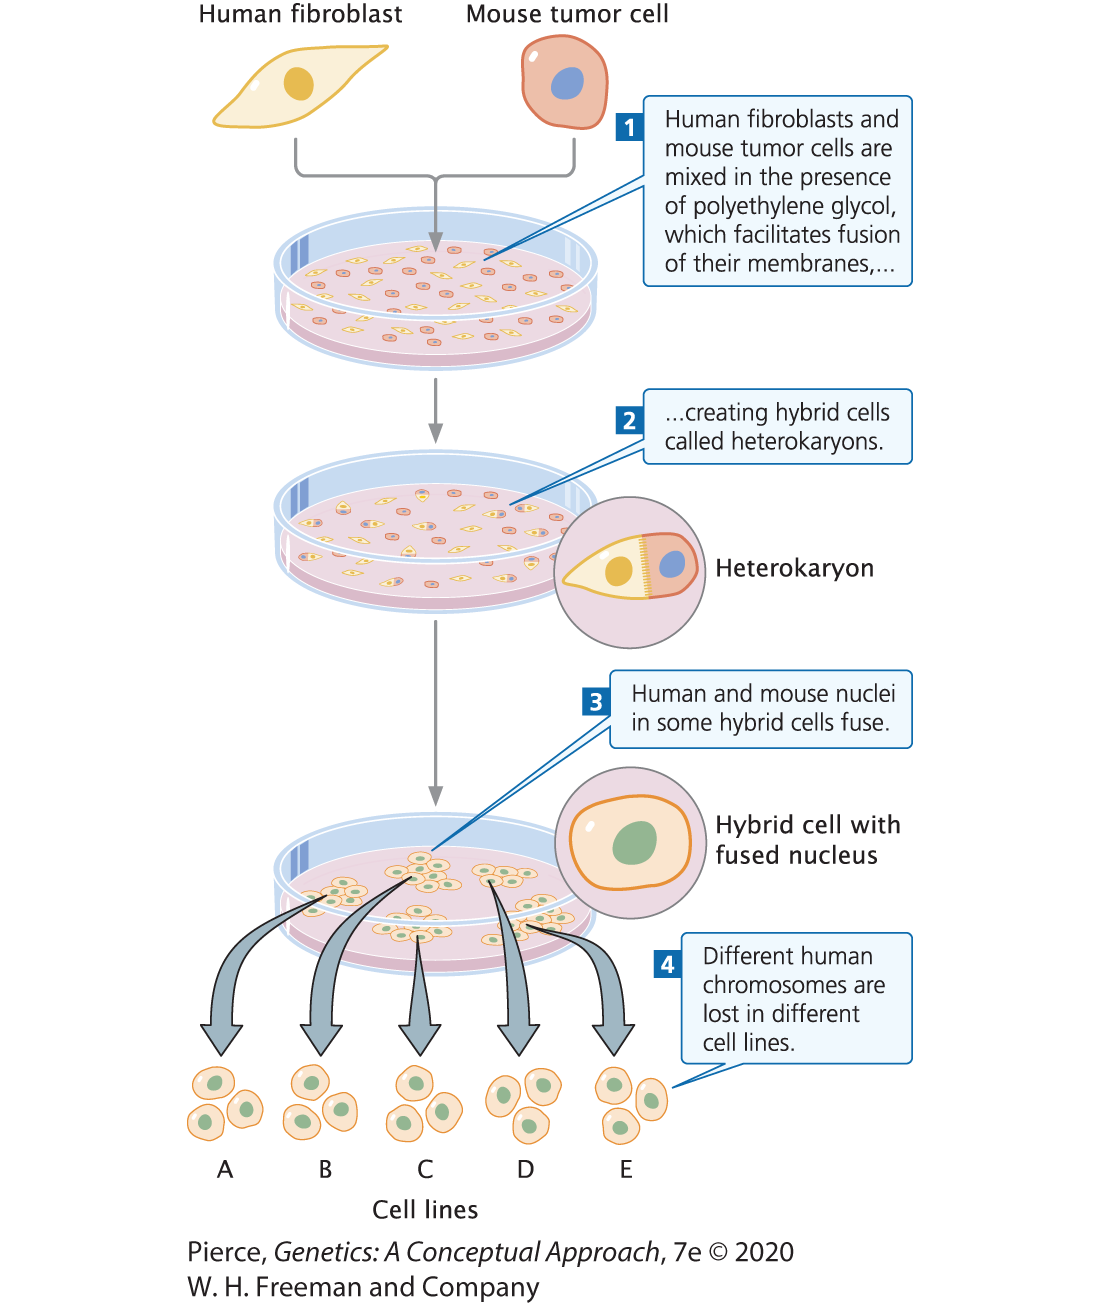 Human fibroblast
Mouse tumor cell
1
Human fibroblasts and
mouse tumor cells are
mixed in the presence
of polyethylene glycol,
which facilitates fusion
of their membranes,...
2
...creating hybrid cells
called heterokaryons.
Heterokaryon
3
Human and mouse nuclei
in some hybrid cells fuse.
Hybrid cell with
fused nucleus
4
Different human
chromosomes are
lost in different
cell lines.
A
B
C
D
E
Cell lines
Pierce, Genetics: A Conceptual Approach, 7e © 2020
W. H. Freeman and Company